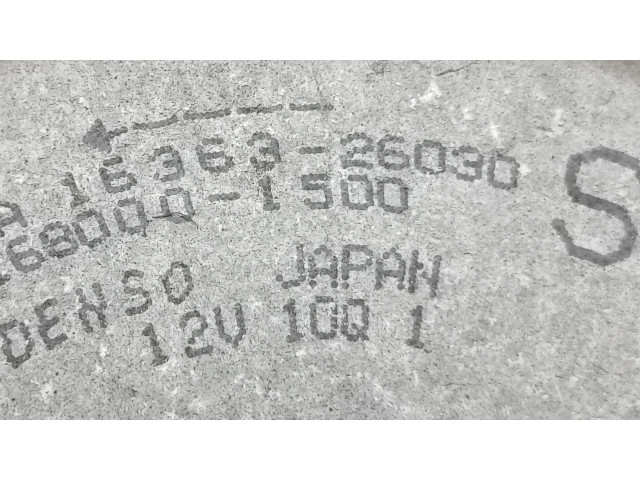 A 16363-26030
168000-1500
DENSO JAPAN
12V 10Q 1
S